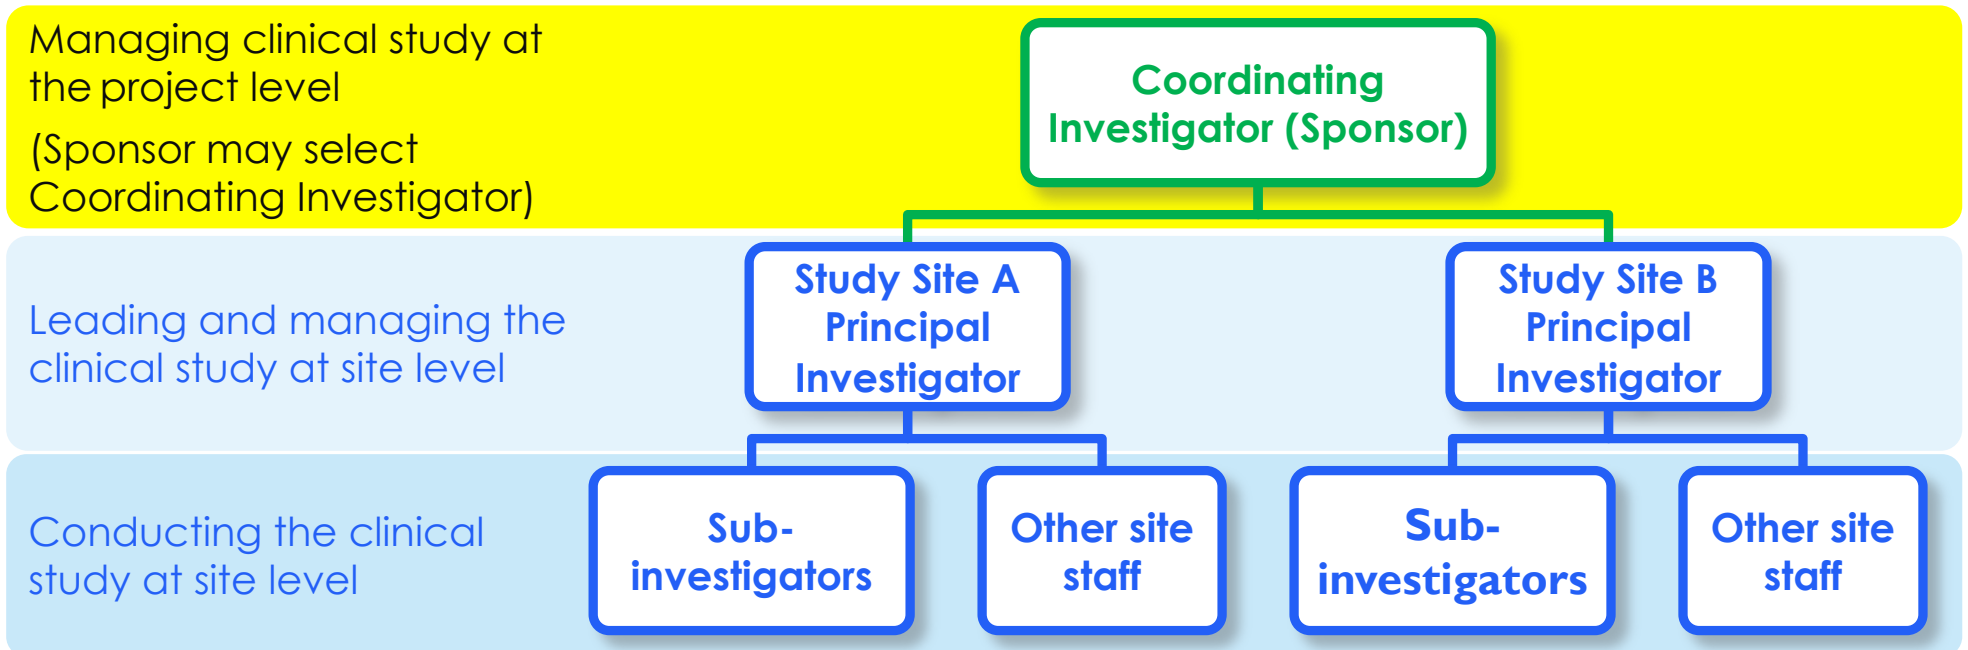 Managing clinical study at
the project level
(Sponsor may select
Coordinating Investigator)
Coordinating
Investigator (Sponsor)
Leading and managing the
clinical study at site level
Study Site A
Principal
Investigator
Study Site B
Principal
Investigator
Conducting the clinical
study at site level
Sub-
investigators
Other site
staff
Sub-
investigators
Other site
staff